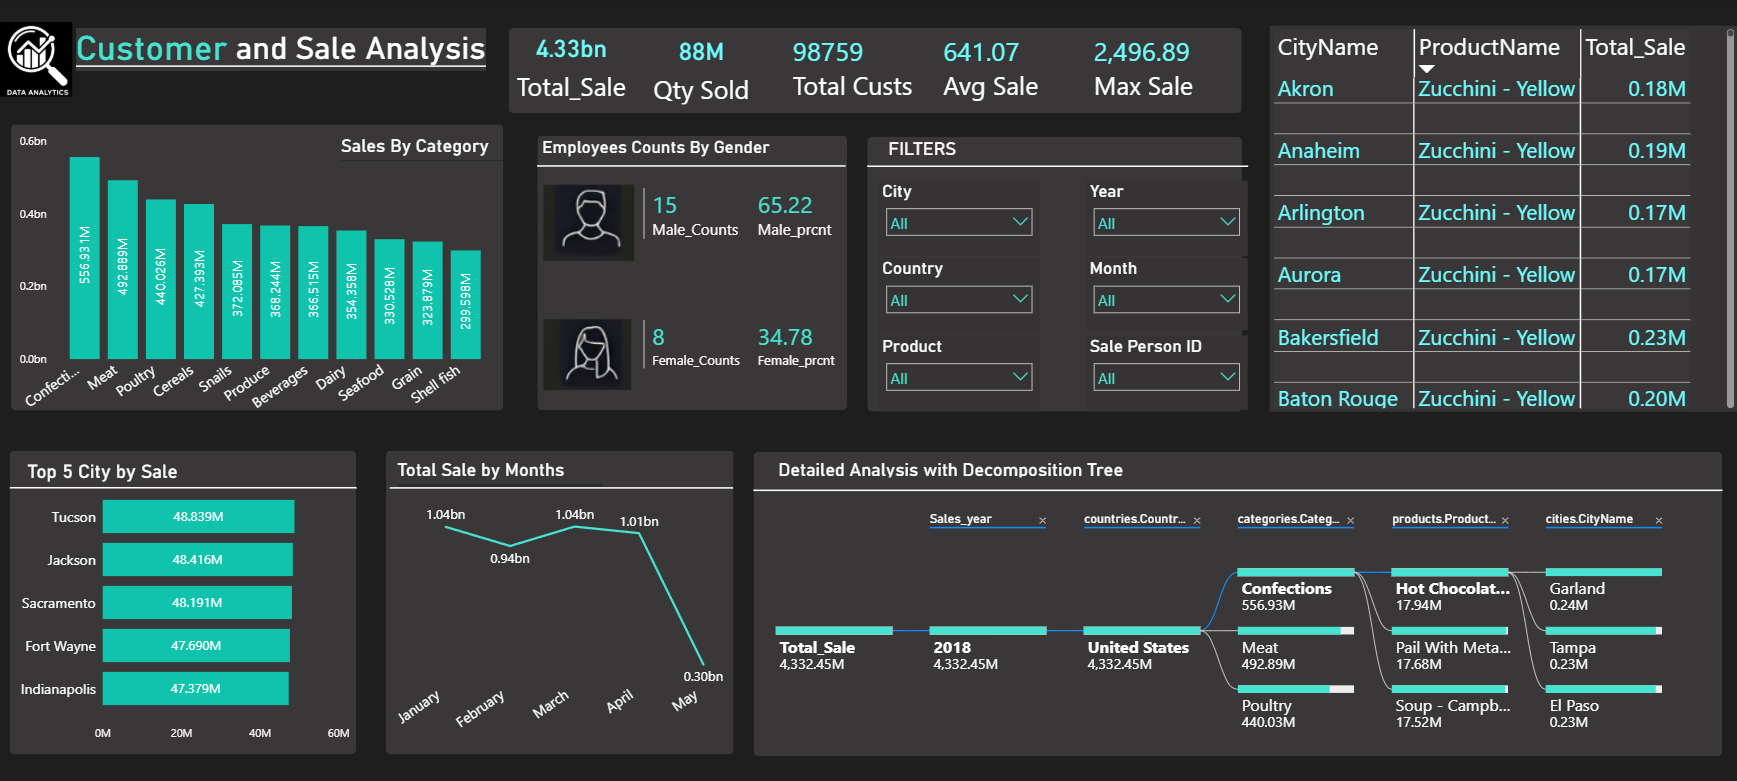 DATA ANALYTICS
Customer and Sale Analysis
4.33bn
Total_Sale
88M
Qty Sold
98759
Total Custs
641.07
Avg Sale
2,496.89
Max Sale
CityName ProductName Total_Sale
Akron Zucchini - Yellow 0.18M
Anaheim Zucchini - Yellow 0.19M
Arlington Zucchini - Yellow 0.17M
Aurora Zucchini - Yellow 0.17M
Bakersfield Zucchini - Yellow 0.23M
Baton Rouge Zucchini - Yellow 0.20M
Sales By Category
0.6bn
0.4bn
0.2bn
0.0bn
556.931M
492.889M
440.026M
427.393M
372.085M
368.244M
366.515M
354.358M
330.528M
323.879M
299.598M
Confecti...
Meat
Poultry
Cereals
Snails
Produce
Beverages
Dairy
Seafood
Grain
Shell fish
Employees Counts By Gender
15
Male_Counts
65.22
Male_prcnt
8
Female_Counts
34.78
Female_prcnt
FILTERS
City
All
Year
All
Country
All
Month
All
Product
All
Sale Person ID
All
Top 5 City by Sale
Tucson 48.839M
Jackson 48.416M
Sacramento 48.191M
Fort Wayne 47.690M
Indianapolis 47.379M
0M 20M 40M 60M
Total Sale by Months
1.04bn
0.94bn
1.04bn
1.01bn
0.30bn
January
February
March
April
May
Detailed Analysis with Decomposition Tree
Sales_year
countries.Countr...
categories.Categ...
products.Product...
cities.CityName
Total_Sale
4,332.45M
2018
4,332.45M
United States
4,332.45M
Confections
556.93M
Meat
492.89M
Poultry
440.03M
Hot Chocolat...
17.94M
Pail With Meta...
17.68M
Soup - Campb...
17.52M
Garland
0.24M
Tampa
0.23M
El Paso
0.23M